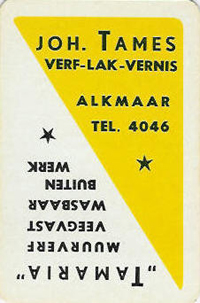 JOH. TAMES
VERF-LAK-VERNIS
ALKMAAR
TEL. 4046
„TAMARIA”
MUURVERF
VEEGVAST
WASBAAR
BUITEN
WERK